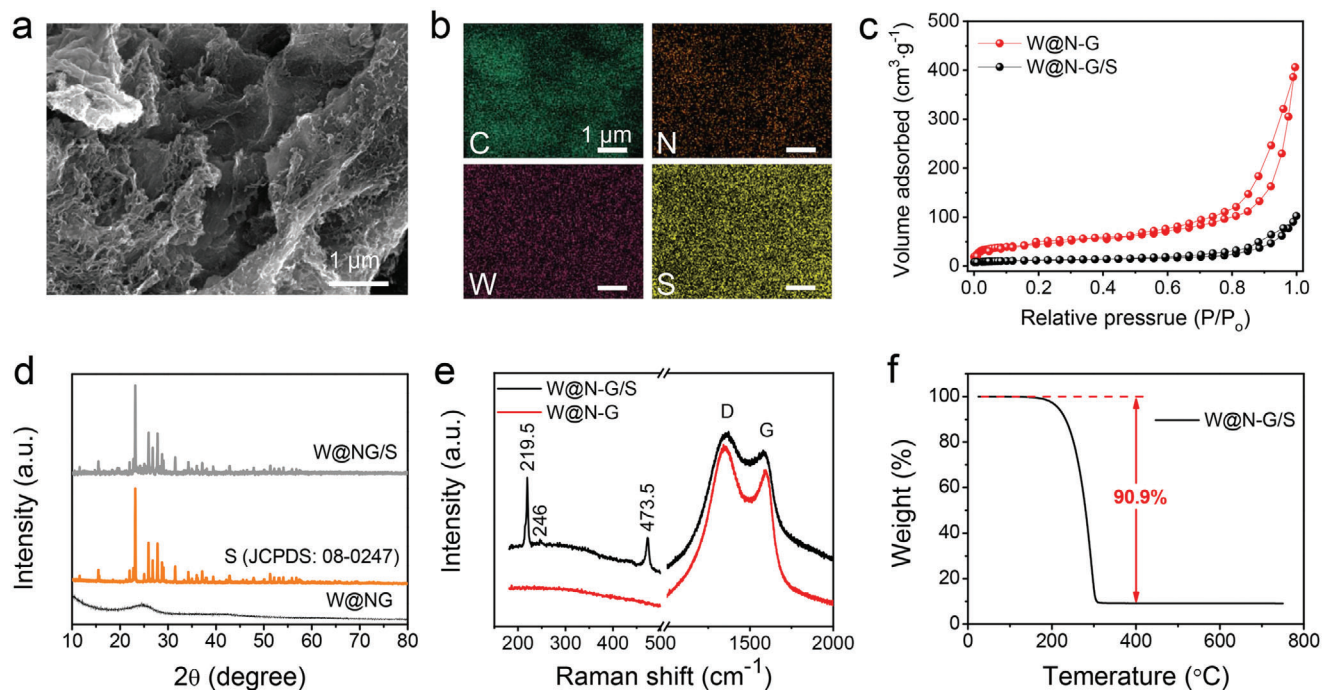 a
1 µm
b
C
1 µm
N
W
S
c
Volume adsorbed (cm³·g⁻¹)
500
400
300
200
100
0
W@N-G
W@N-G/S
0.0 0.2 0.4 0.6 0.8 1.0
Relative pressrue (P/Pₒ)
d
Intensity (a.u.)
W@NG/S
S (JCPDS: 08-0247)
W@NG
10 20 30 40 50 60 70 80
2θ (degree)
e
Intensity (a.u.)
W@N-G/S
W@N-G
219.5
246
473.5
D
G
200 300 400 500 1500 2000
Raman shift (cm⁻¹)
f
Weight (%)
100
80
60
40
20
0
W@N-G/S
90.9%
0 200 400 600 800
Temerature (°C)